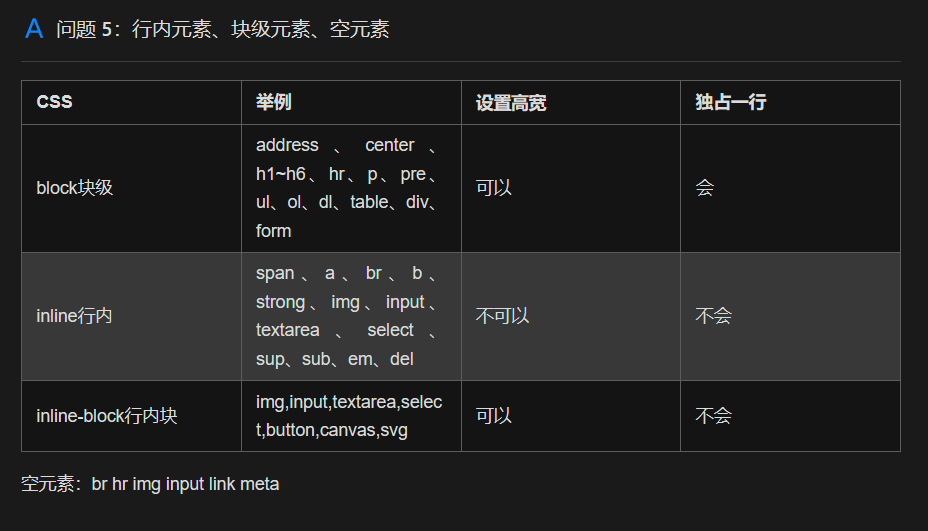 A 问题 5：行内元素、块级元素、空元素
CSS 举例 设置高宽 独占一行
block块级
address 、 center 、
h1~h6、hr、p、pre、
ul、ol、dl、table、div、
form
可以
会
inline行内
span 、a 、br 、b 、
strong、img、input、
textarea 、 select 、
sup、sub、em、del
不可以
不会
inline-block行内块
img,input,textarea,selec
t,button,canvas,svg
可以
不会
空元素：br hr img input link meta